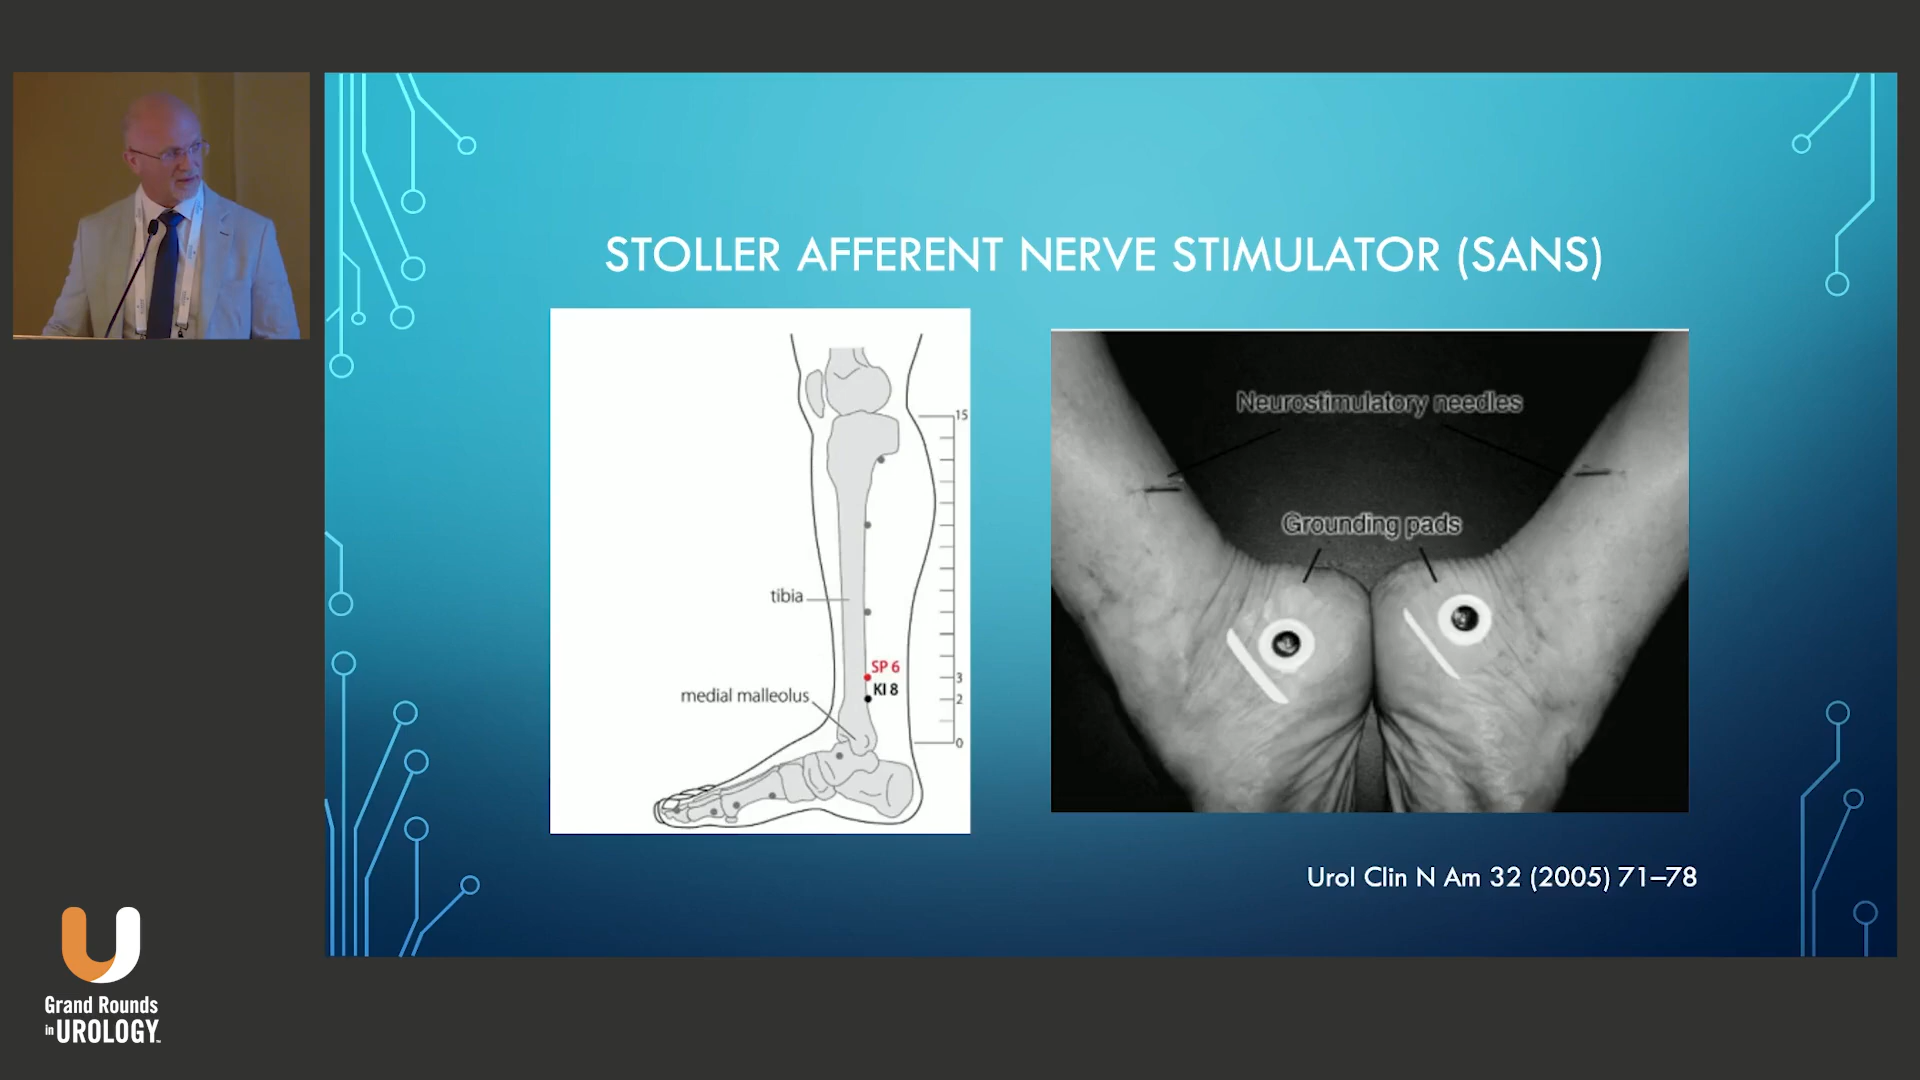 STOLLER AFFERENT NERVE STIMULATOR (SANS)
15
tibia
SP 6
KI 8
3
2
medial malleolus
0
Neurostimulatory needles
Grounding pads
Urol Clin N Am 32 (2005) 71–78
Grand Rounds
in UROLOGY™